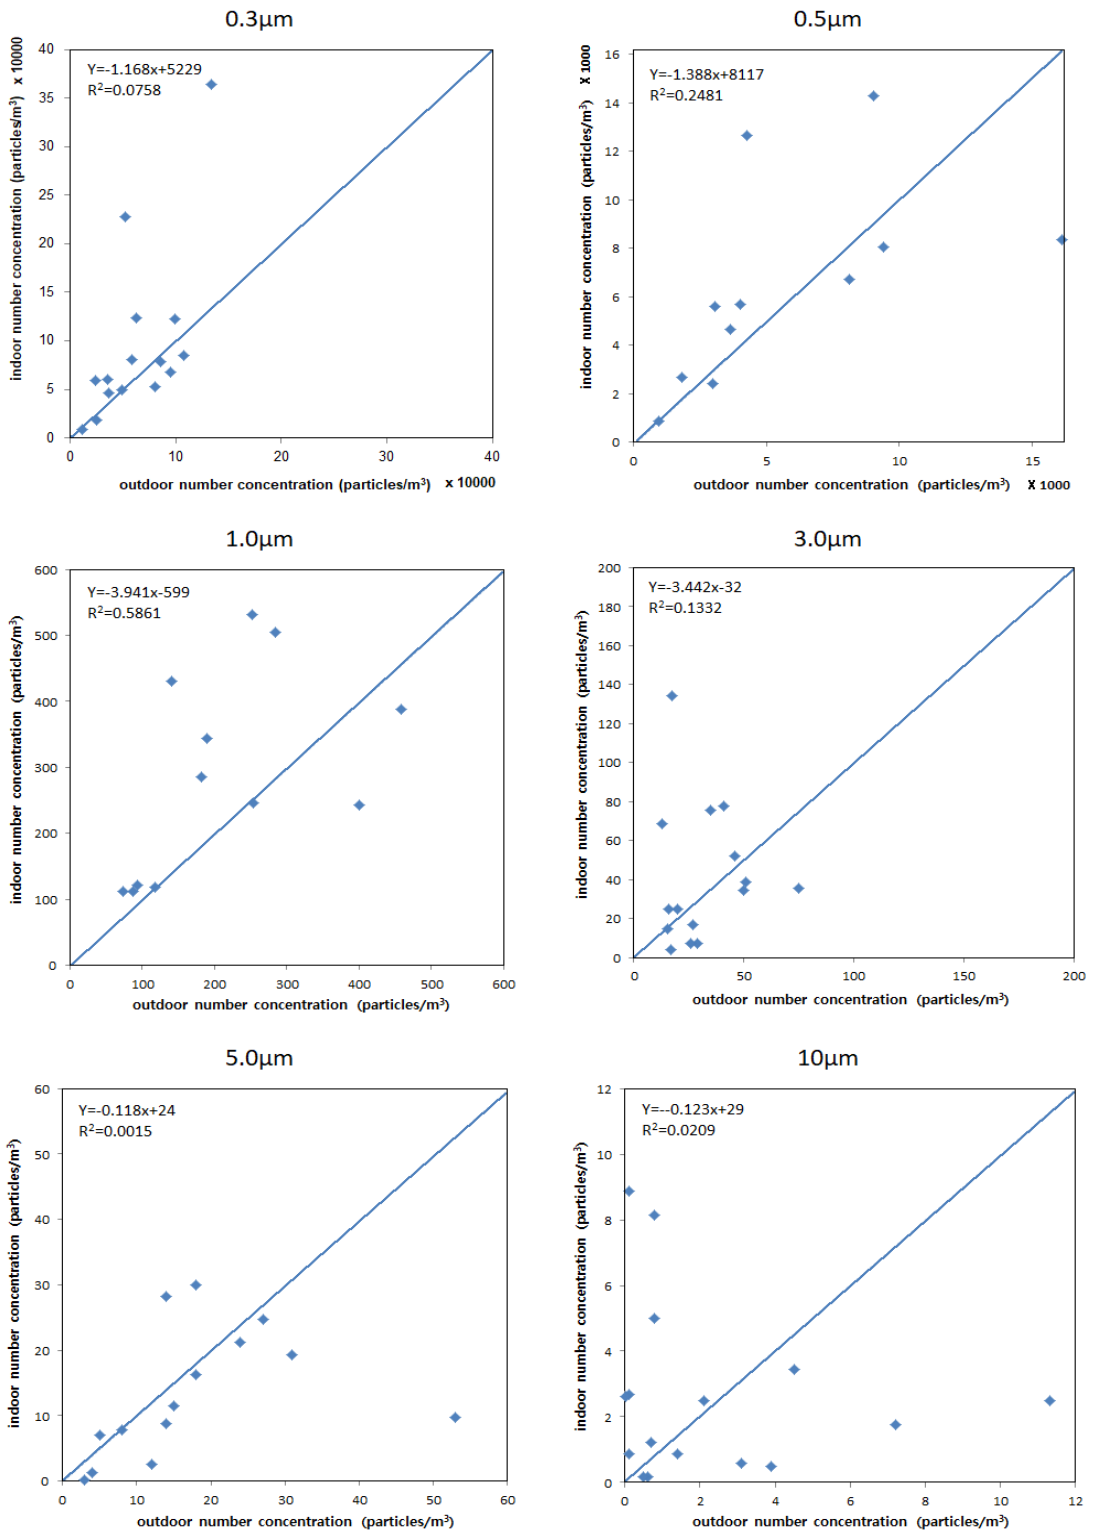 0.3μm
Y=-1.168x+5229
R²=0.0758
indoor number concentration (particles/m³) x 10000
40
35
30
25
20
15
10
5
0
0 10 20 30 40
outdoor number concentration (particles/m³) x 10000
0.5μm
Y=-1.388x+8117
R²=0.2481
indoor number concentration (particles/m³) X 1000
16
14
12
10
8
6
4
2
0
0 5 10 15
outdoor number concentration (particles/m³) X 1000
1.0μm
Y=-3.941x-599
R²=0.5861
indoor number concentration (particles/m³)
600
500
400
300
200
100
0
0 100 200 300 400 500 600
outdoor number concentration (particles/m³)
3.0μm
Y=-3.442x-32
R²=0.1332
indoor number concentration (particles/m³)
200
180
160
140
120
100
80
60
40
20
0
0 50 100 150 200
outdoor number concentration (particles/m³)
5.0μm
Y=-0.118x+24
R²=0.0015
indoor number concentration (particles/m³)
60
50
40
30
20
10
0
0 10 20 30 40 50 60
outdoor number concentration (particles/m³)
10μm
Y=--0.123x+29
R²=0.0209
indoor number concentration (particles/m³)
12
10
8
6
4
2
0
0 2 4 6 8 10 12
outdoor number concentration (particles/m³)